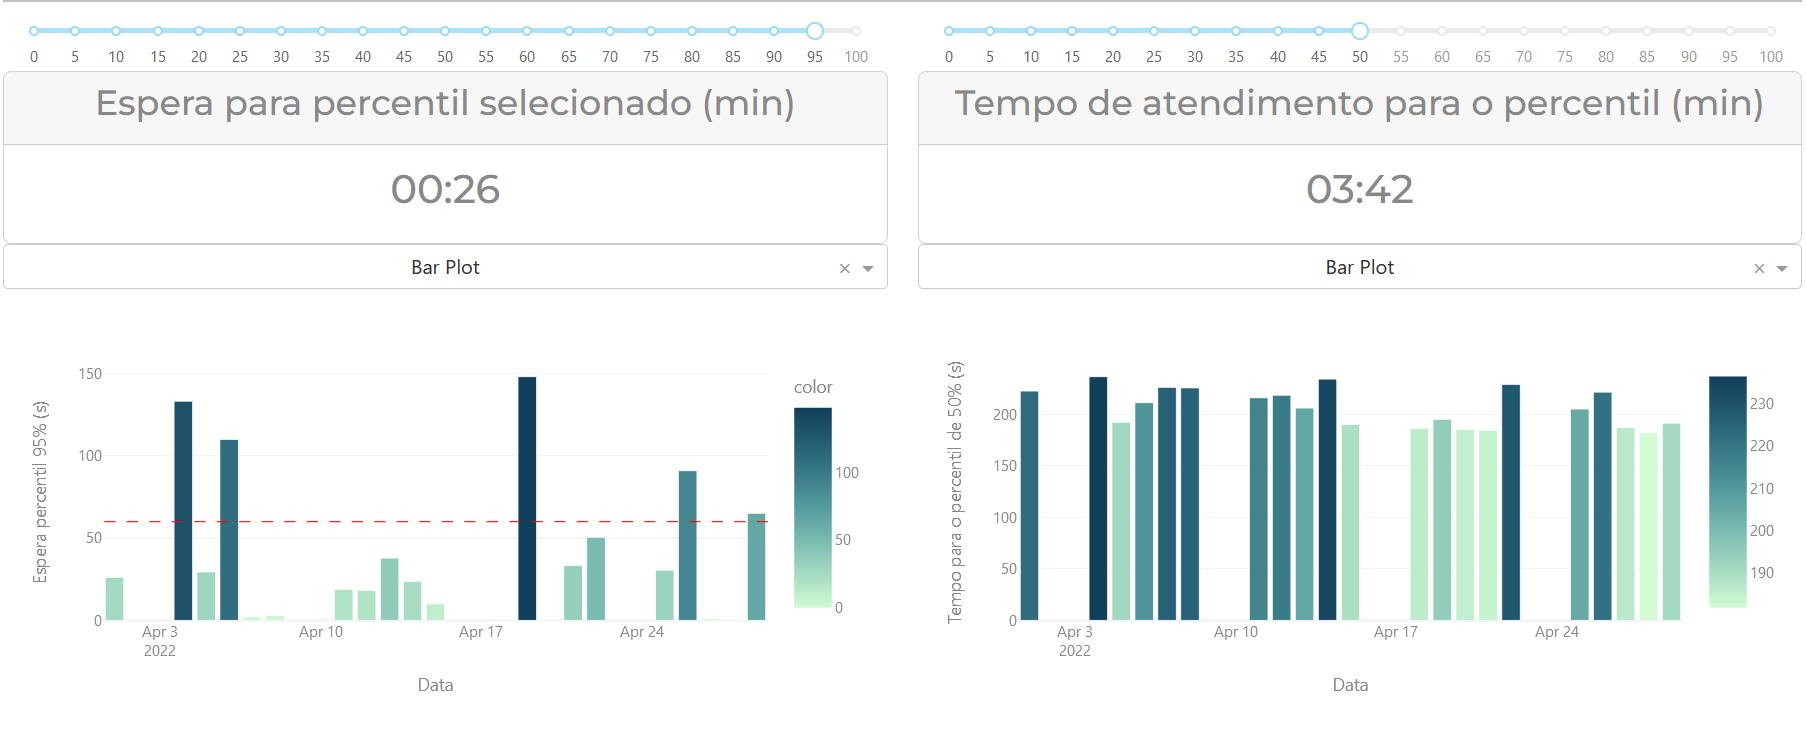 0 5 10 15 20 25 30 35 40 45 50 55 60 65 70 75 80 85 90 95 100
Espera para percentil selecionado (min)
00:26
Bar Plot
Espera percentil 95% (s)
150
100
50
0
Apr 3 Apr 10 Apr 17 Apr 24
2022
Data
color
100
50
0
0 5 10 15 20 25 30 35 40 45 50 55 60 65 70 75 80 85 90 95 100
Tempo de atendimento para o percentil (min)
03:42
Bar Plot
Tempo para o percentil de 50% (s)
200
150
100
50
0
Apr 3 Apr 10 Apr 17 Apr 24
2022
Data
230
220
210
200
190